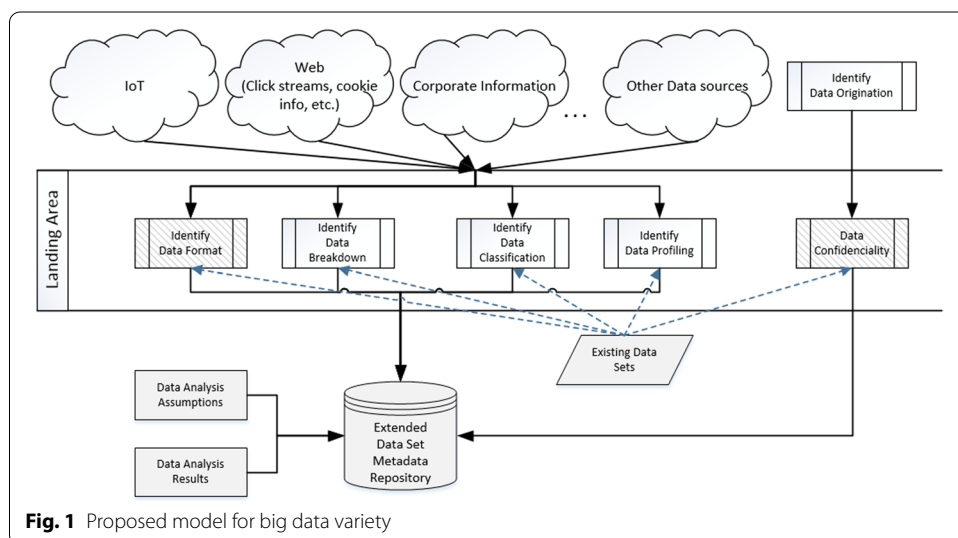 IoT
Web
(Click streams, cookie
info, etc.)
Corporate Information
...
Other Data sources
Identify
Data Origination
Landing Area
Identify
Data Format
Identify
Data
Breakdown
Identify
Data
Classification
Identify
Data Profiling
Data
Confidenciality
Existing Data
Sets
Data Analysis
Assumptions
Data Analysis
Results
Extended
Data Set
Metadata
Repository
Fig. 1 Proposed model for big data variety